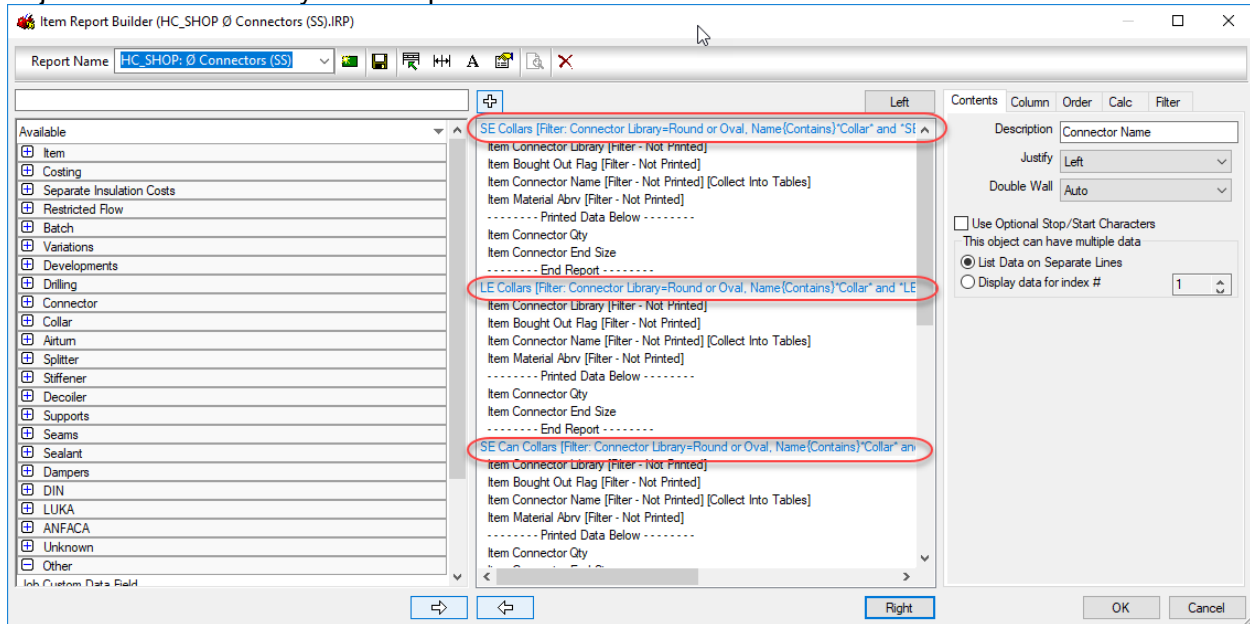 Item Report Builder (HC_SHOP Ø Connectors (SS).IRP)
Report Name HC_SHOP: Ø Connectors (SS)
Left
Available
Item
Costing
Separate Insulation Costs
Restricted Flow
Batch
Variations
Developments
Drilling
Connector
Collar
Airturn
Splitter
Stiffener
Decoiler
Supports
Seams
Sealant
Dampers
DIN
LUKA
ANFACA
Unknown
Other
Job Custom Data Field
SE Collars [Filter: Connector Library=Round or Oval, Name{Contains}*Collar* and *SE
Item Connector Library [Filter - Not Printed]
Item Bought Out Flag [Filter - Not Printed]
Item Connector Name [Filter - Not Printed] [Collect Into Tables]
Item Material Abrv [Filter - Not Printed]
- - - - - - - - Printed Data Below - - - - - - - -
Item Connector Qty
Item Connector End Size
- - - - - - - - End Report - - - - - - - -
LE Collars [Filter: Connector Library=Round or Oval, Name{Contains}*Collar* and *LE
Item Connector Library [Filter - Not Printed]
Item Bought Out Flag [Filter - Not Printed]
Item Connector Name [Filter - Not Printed] [Collect Into Tables]
Item Material Abrv [Filter - Not Printed]
- - - - - - - - Printed Data Below - - - - - - - -
Item Connector Qty
Item Connector End Size
- - - - - - - - End Report - - - - - - - -
SE Can Collars [Filter: Connector Library=Round or Oval, Name{Contains}*Collar* an
Item Connector Library [Filter - Not Printed]
Item Bought Out Flag [Filter - Not Printed]
Item Connector Name [Filter - Not Printed] [Collect Into Tables]
Item Material Abrv [Filter - Not Printed]
- - - - - - - - Printed Data Below - - - - - - - -
Item Connector Qty
Right
Contents Column Order Calc Filter
Description Connector Name
Justify Left
Double Wall Auto
Use Optional Stop/Start Characters
This object can have multiple data
List Data on Separate Lines
Display data for index # 1
OK Cancel